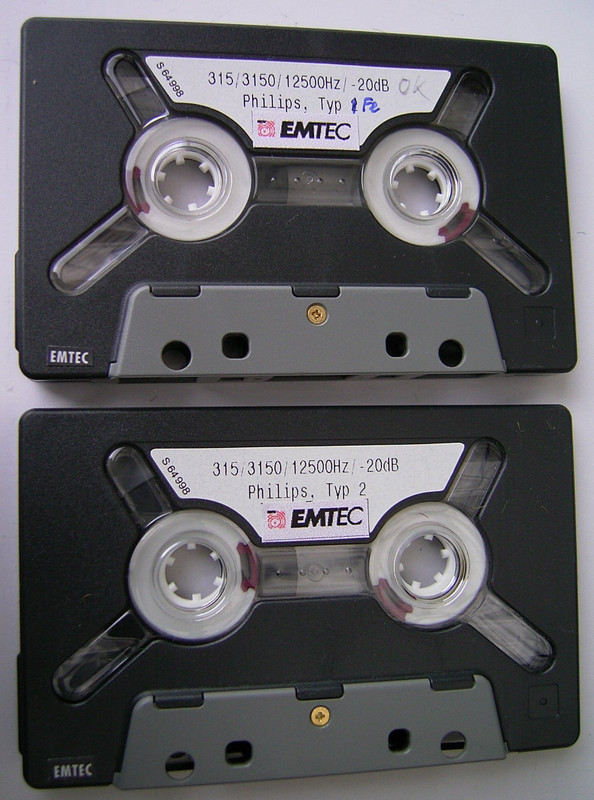 S 64998
315/3150/12500Hz/-20dB OK
Philips, Typ 1 Fe
EMTEC
EMTEC
S 64998
315/3150/12500Hz/-20dB
Philips, Typ 2
EMTEC
EMTEC